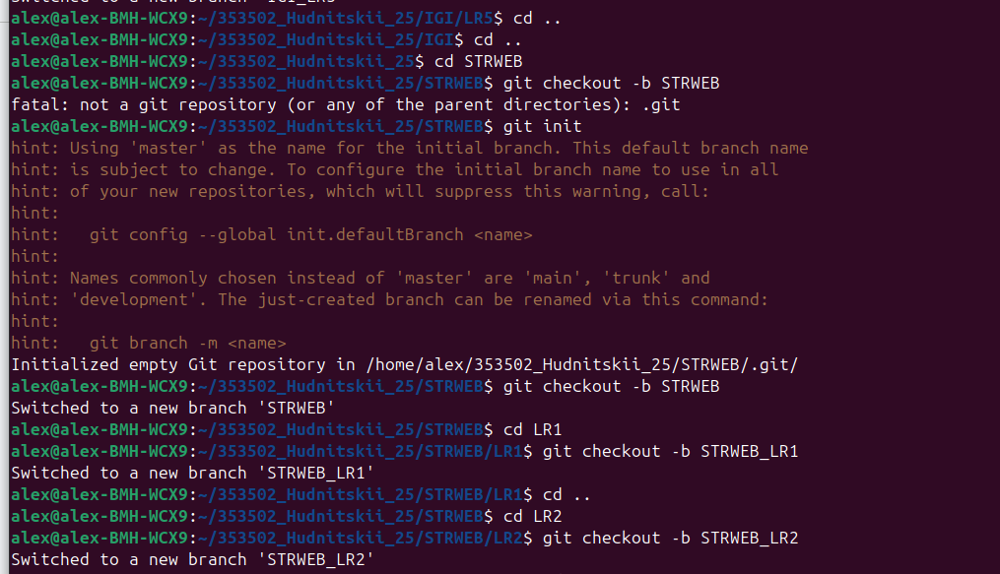 Switched to a new branch 'IGI_LR5'
alex@alex-BMH-WCX9:~/353502_Hudnitskii_25/IGI/LR5$ cd ..
alex@alex-BMH-WCX9:~/353502_Hudnitskii_25/IGI$ cd ..
alex@alex-BMH-WCX9:~/353502_Hudnitskii_25$ cd STRWEB
alex@alex-BMH-WCX9:~/353502_Hudnitskii_25/STRWEB$ git checkout -b STRWEB
fatal: not a git repository (or any of the parent directories): .git
alex@alex-BMH-WCX9:~/353502_Hudnitskii_25/STRWEB$ git init
hint: Using 'master' as the name for the initial branch. This default branch name
hint: is subject to change. To configure the initial branch name to use in all
hint: of your new repositories, which will suppress this warning, call:
hint:
hint:   git config --global init.defaultBranch <name>
hint:
hint: Names commonly chosen instead of 'master' are 'main', 'trunk' and
hint: 'development'. The just-created branch can be renamed via this command:
hint:
hint:   git branch -m <name>
Initialized empty Git repository in /home/alex/353502_Hudnitskii_25/STRWEB/.git/
alex@alex-BMH-WCX9:~/353502_Hudnitskii_25/STRWEB$ git checkout -b STRWEB
Switched to a new branch 'STRWEB'
alex@alex-BMH-WCX9:~/353502_Hudnitskii_25/STRWEB$ cd LR1
alex@alex-BMH-WCX9:~/353502_Hudnitskii_25/STRWEB/LR1$ git checkout -b STRWEB_LR1
Switched to a new branch 'STRWEB_LR1'
alex@alex-BMH-WCX9:~/353502_Hudnitskii_25/STRWEB/LR1$ cd ..
alex@alex-BMH-WCX9:~/353502_Hudnitskii_25/STRWEB$ cd LR2
alex@alex-BMH-WCX9:~/353502_Hudnitskii_25/STRWEB/LR2$ git checkout -b STRWEB_LR2
Switched to a new branch 'STRWEB_LR2'